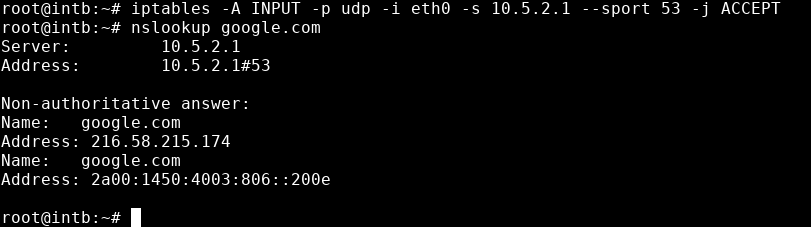 root@intb:~# iptables -A INPUT -p udp -i eth0 -s 10.5.2.1 --sport 53 -j ACCEPT
root@intb:~# nslookup google.com
Server:         10.5.2.1
Address:        10.5.2.1#53

Non-authoritative answer:
Name:   google.com
Address: 216.58.215.174
Name:   google.com
Address: 2a00:1450:4003:806::200e

root@intb:~#